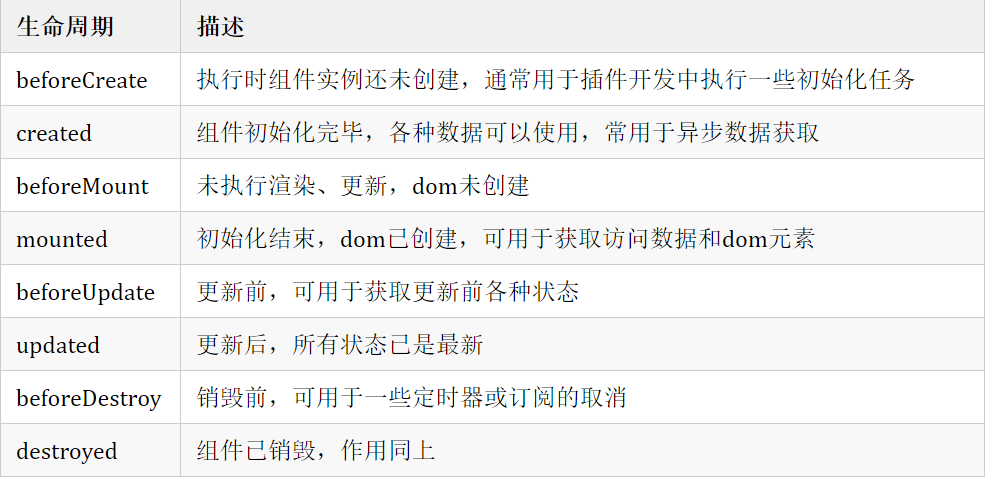 生命周期 描述
beforeCreate 执行时组件实例还未创建，通常用于插件开发中执行一些初始化任务
created 组件初始化完毕，各种数据可以使用，常用于异步数据获取
beforeMount 未执行渲染、更新，dom未创建
mounted 初始化结束，dom已创建，可用于获取访问数据和dom元素
beforeUpdate 更新前，可用于获取更新前各种状态
updated 更新后，所有状态已是最新
beforeDestroy 销毁前，可用于一些定时器或订阅的取消
destroyed 组件已销毁，作用同上